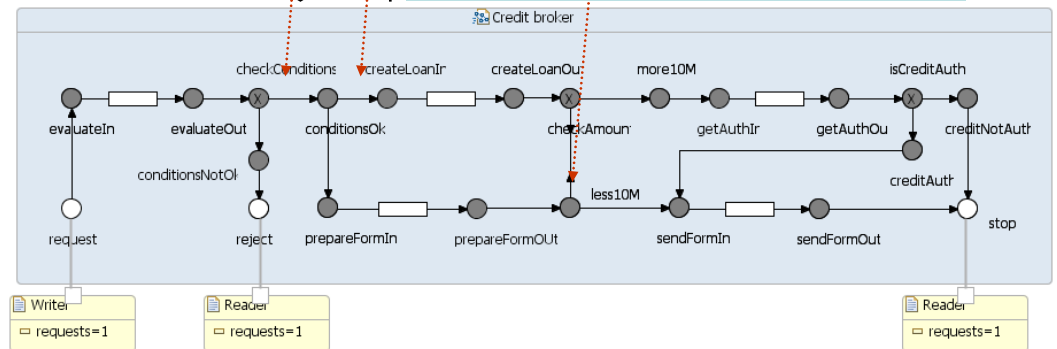 Credit broker
checkConditions createLoanIn createLoanOu more10M isCreditAuth
X X X
evaluateIn evaluateOut conditionsOk checkAmount getAuthIn getAuthOu creditNotAuth
conditionsNotOk creditAuth
less10M
request reject prepareFormIn prepareFormOUt sendFormIn sendFormOut stop
Writer Reader Reader
requests=1 requests=1 requests=1